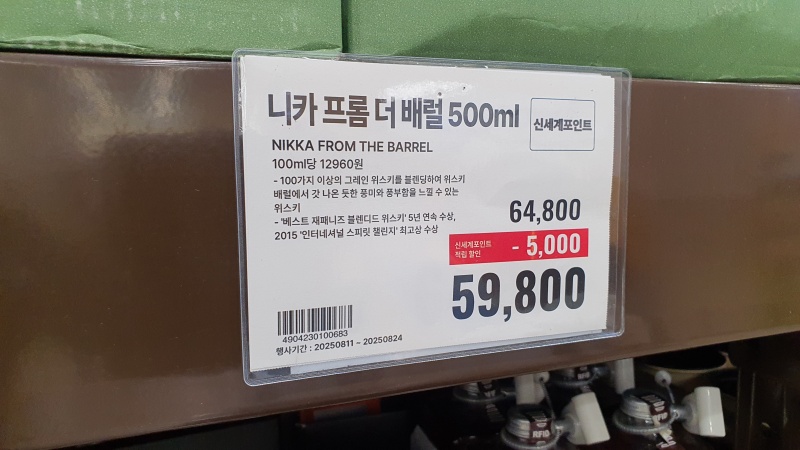 니카 프롬 더 배럴 500ml
신세계포인트
NIKKA FROM THE BARREL
100ml당 12960원
- 100가지 이상의 그레인 위스키를 블렌딩하여 위스키
배럴에서 갓 나온 듯한 풍미와 풍부함을 느낄 수 있는
위스키
- '베스트 재패니즈 블렌디드 위스키' 5년 연속 수상,
2015 '인터네셔널 스피릿 챌린지' 최고상 수상
64,800
신세계포인트
적립 할인
- 5,000
59,800
4904230100683
행사기간 : 20250811 ~ 20250824
RFID